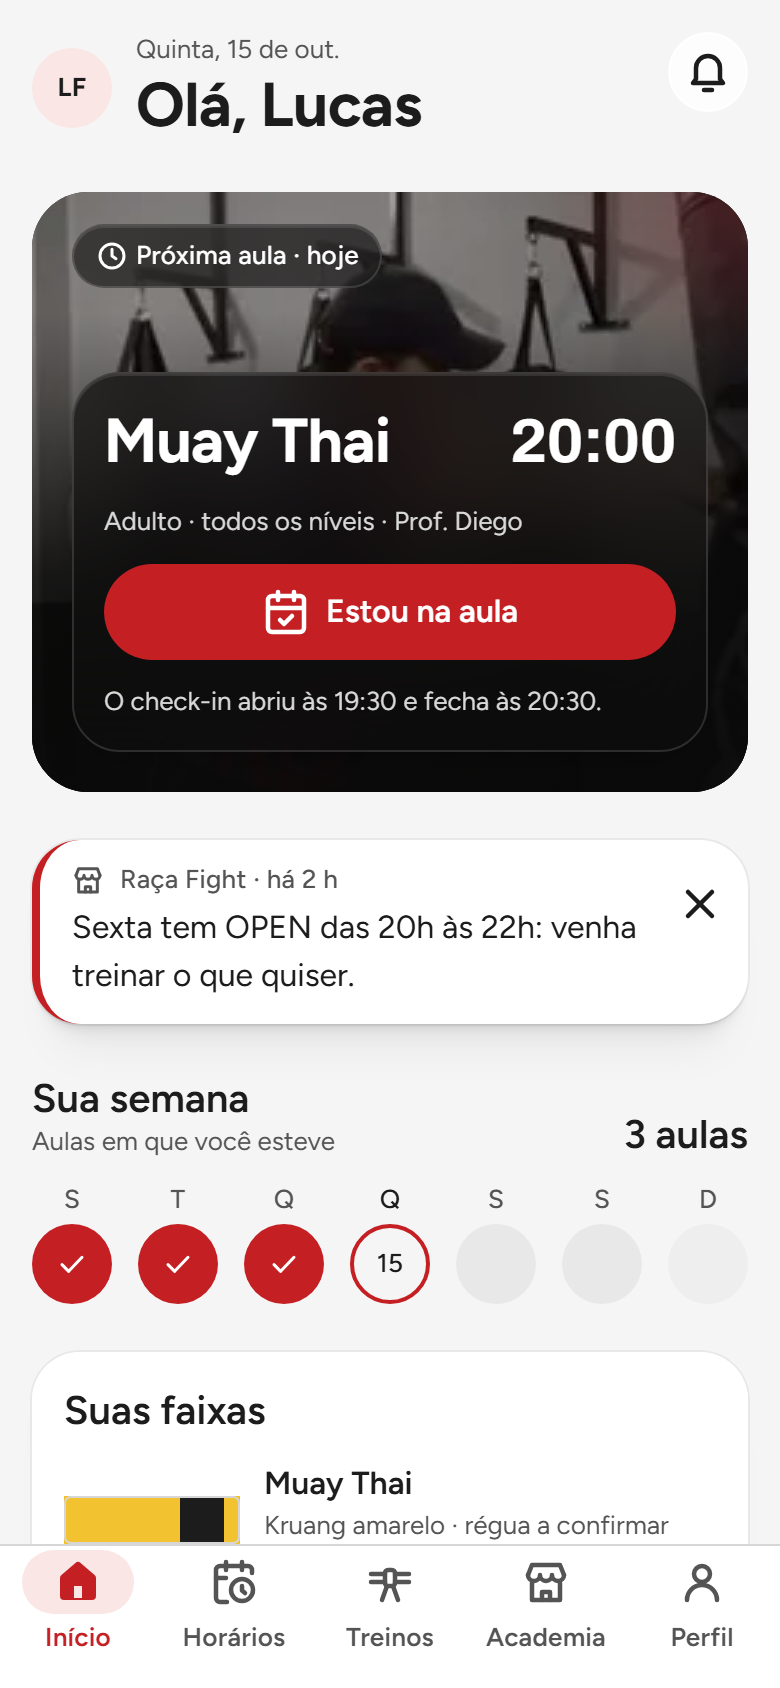 Quinta, 15 de out.
LF
Olá, Lucas
Próxima aula · hoje
Muay Thai 20:00
Adulto · todos os níveis · Prof. Diego
Estou na aula
O check-in abriu às 19:30 e fecha às 20:30.
Raça Fight · há 2 h
Sexta tem OPEN das 20h às 22h: venha
treinar o que quiser.
Sua semana
Aulas em que você esteve
3 aulas
S T Q Q S S D
15
Suas faixas
Muay Thai
Kruang amarelo · régua a confirmar
Início Horários Treinos Academia Perfil